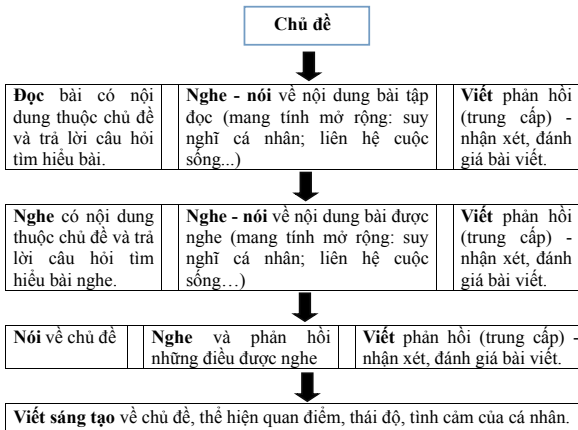 Chủ đề
Đọc bài có nội
dung thuộc chủ đề
và trả lời câu hỏi
tìm hiểu bài.
Nghe - nói về nội dung bài tập
đọc (mang tính mở rộng: suy
nghĩ cá nhân; liên hệ cuộc
sống...)
Viết phản hồi
(trung cấp) -
nhận xét, đánh
giá bài viết.
Nghe có nội dung
thuộc chủ đề và trả
lời câu hỏi tìm
hiểu bài nghe.
Nghe - nói về nội dung bài được
nghe (mang tính mở rộng: suy
nghĩ cá nhân; liên hệ cuộc
sống…)
Viết phản hồi
(trung cấp) -
nhận xét, đánh
giá bài viết.
Nói về chủ đề
Nghe và phản hồi
những điều được nghe
Viết phản hồi (trung cấp) -
nhận xét, đánh giá bài viết.
Viết sáng tạo về chủ đề, thể hiện quan điểm, thái độ, tình cảm của cá nhân.